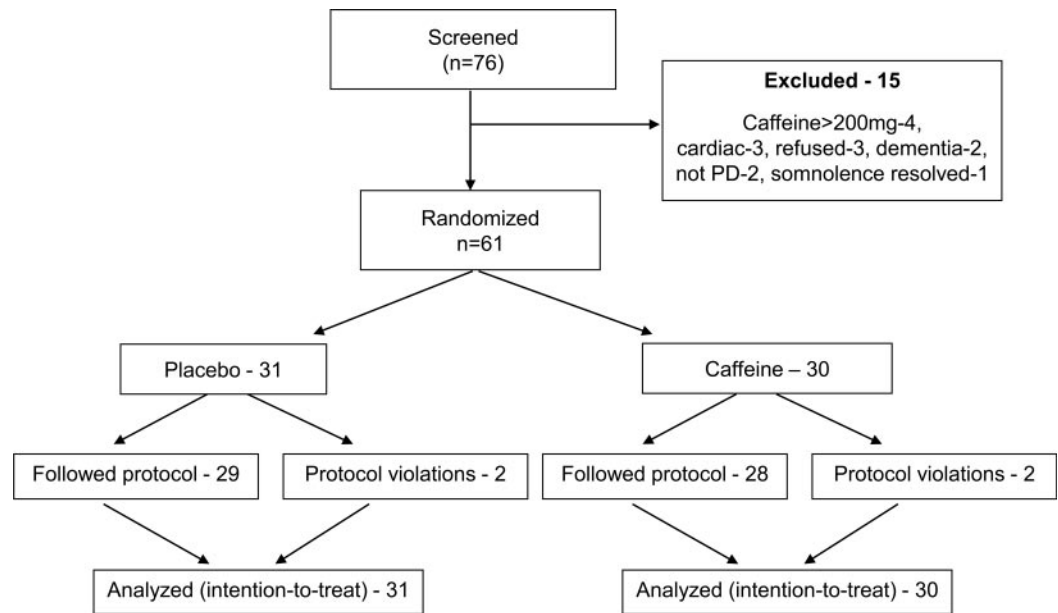 Screened
(n=76)
Excluded - 15
Caffeine>200mg-4,
cardiac-3, refused-3, dementia-2,
not PD-2, somnolence resolved-1
Randomized
n=61
Placebo - 31
Caffeine – 30
Followed protocol - 29
Protocol violations - 2
Followed protocol - 28
Protocol violations - 2
Analyzed (intention-to-treat) - 31
Analyzed (intention-to-treat) - 30